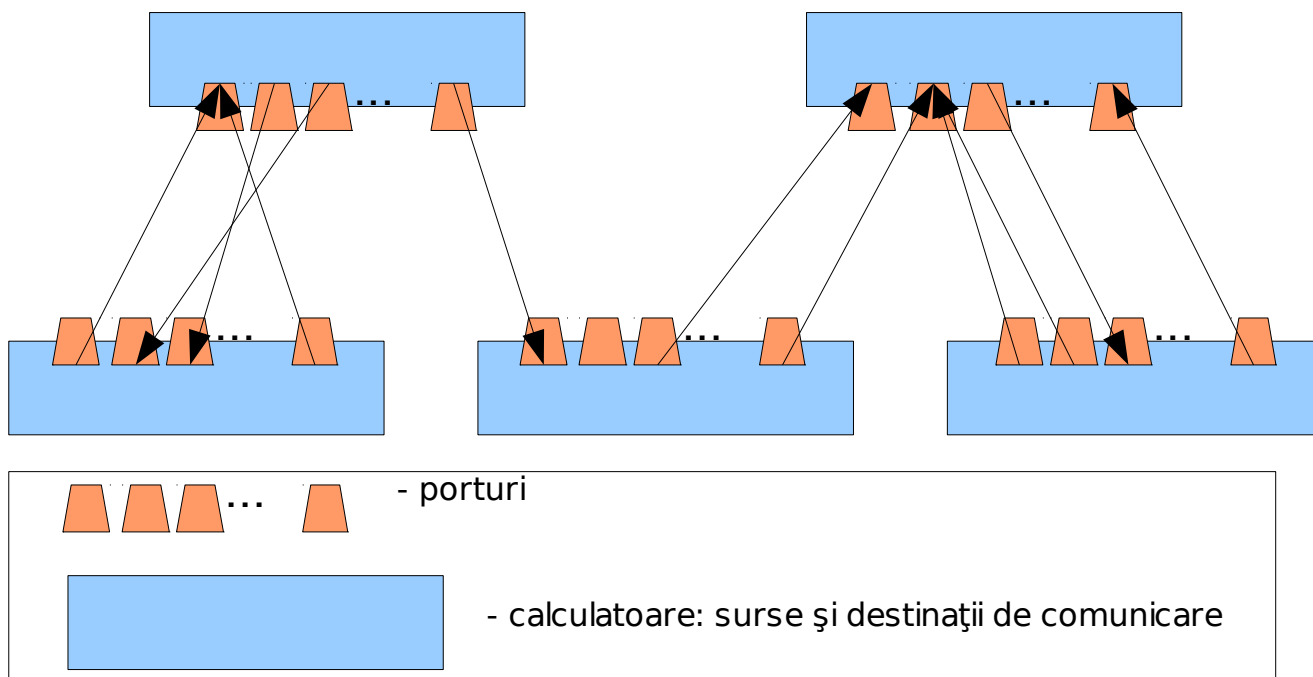 ...
...
...
...
...
... - porturi
- calculatoare: surse şi destinaţii de comunicare